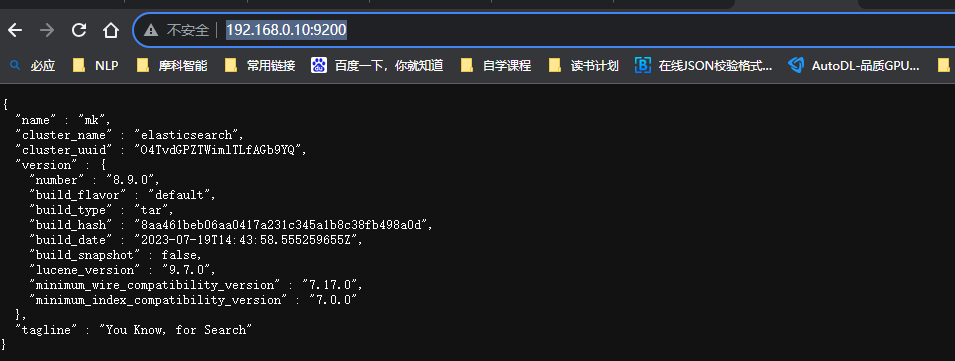 不安全 192.168.0.10:9200
必应 NLP 摩科智能 常用链接 百度一下，你就知道 自学课程 读书计划 在线JSON校验格式... AutoDL-品质GPU...
{
"name" : "mk",
"cluster_name" : "elasticsearch",
"cluster_uuid" : "O4TvdGPZTWimlTLfAGb9YQ",
"version" : {
"number" : "8.9.0",
"build_flavor" : "default",
"build_type" : "tar",
"build_hash" : "8aa461beb06aa0417a231c345a1b8c38fb498a0d",
"build_date" : "2023-07-19T14:43:58.555259655Z",
"build_snapshot" : false,
"lucene_version" : "9.7.0",
"minimum_wire_compatibility_version" : "7.17.0",
"minimum_index_compatibility_version" : "7.0.0"
},
"tagline" : "You Know, for Search"
}